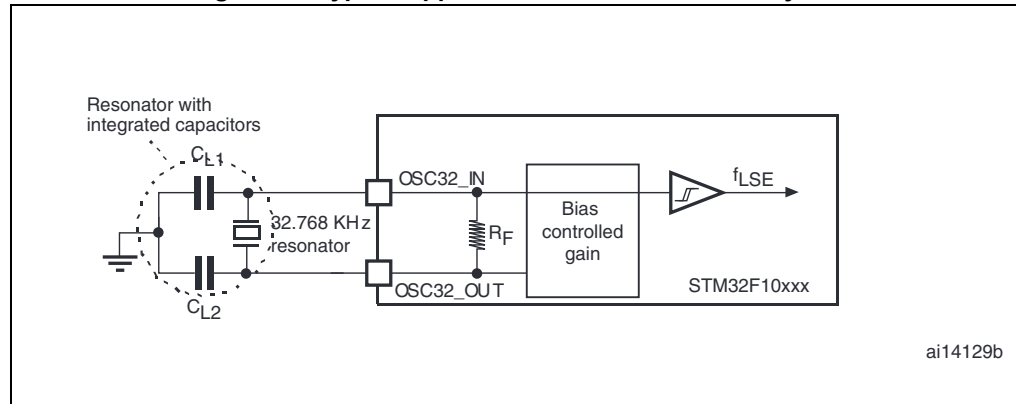 Resonator with
integrated capacitors
CL1
32.768 KHz
resonator
CL2
OSC32_IN
RF
OSC32_OUT
Bias
controlled
gain
fLSE
STM32F10xxx
ai14129b